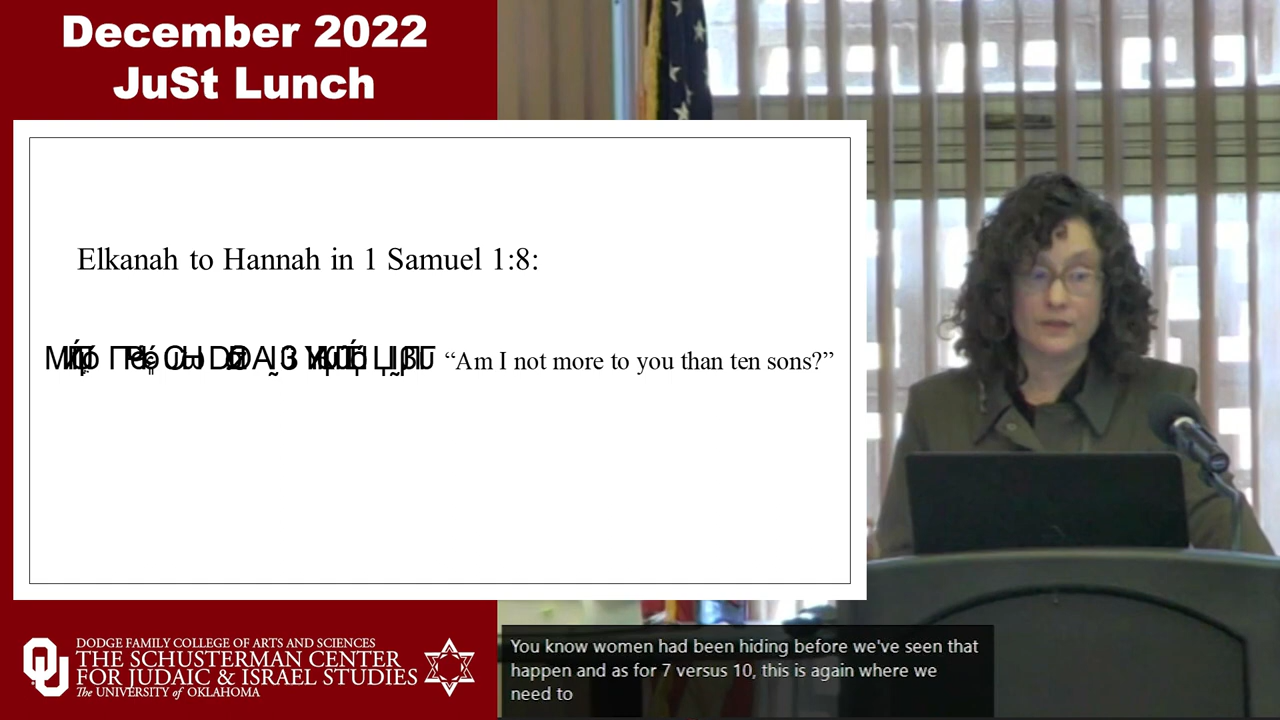 December 2022
JuSt Lunch
Elkanah to Hannah in 1 Samuel 1:8:
“Am I not more to you than ten sons?”
OU
DODGE FAMILY COLLEGE OF ARTS AND SCIENCES
THE SCHUSTERMAN CENTER
FOR JUDAIC & ISRAEL STUDIES
The UNIVERSITY of OKLAHOMA
You know women had been hiding before we've seen that
happen and as for 7 versus 10, this is again where we
need to